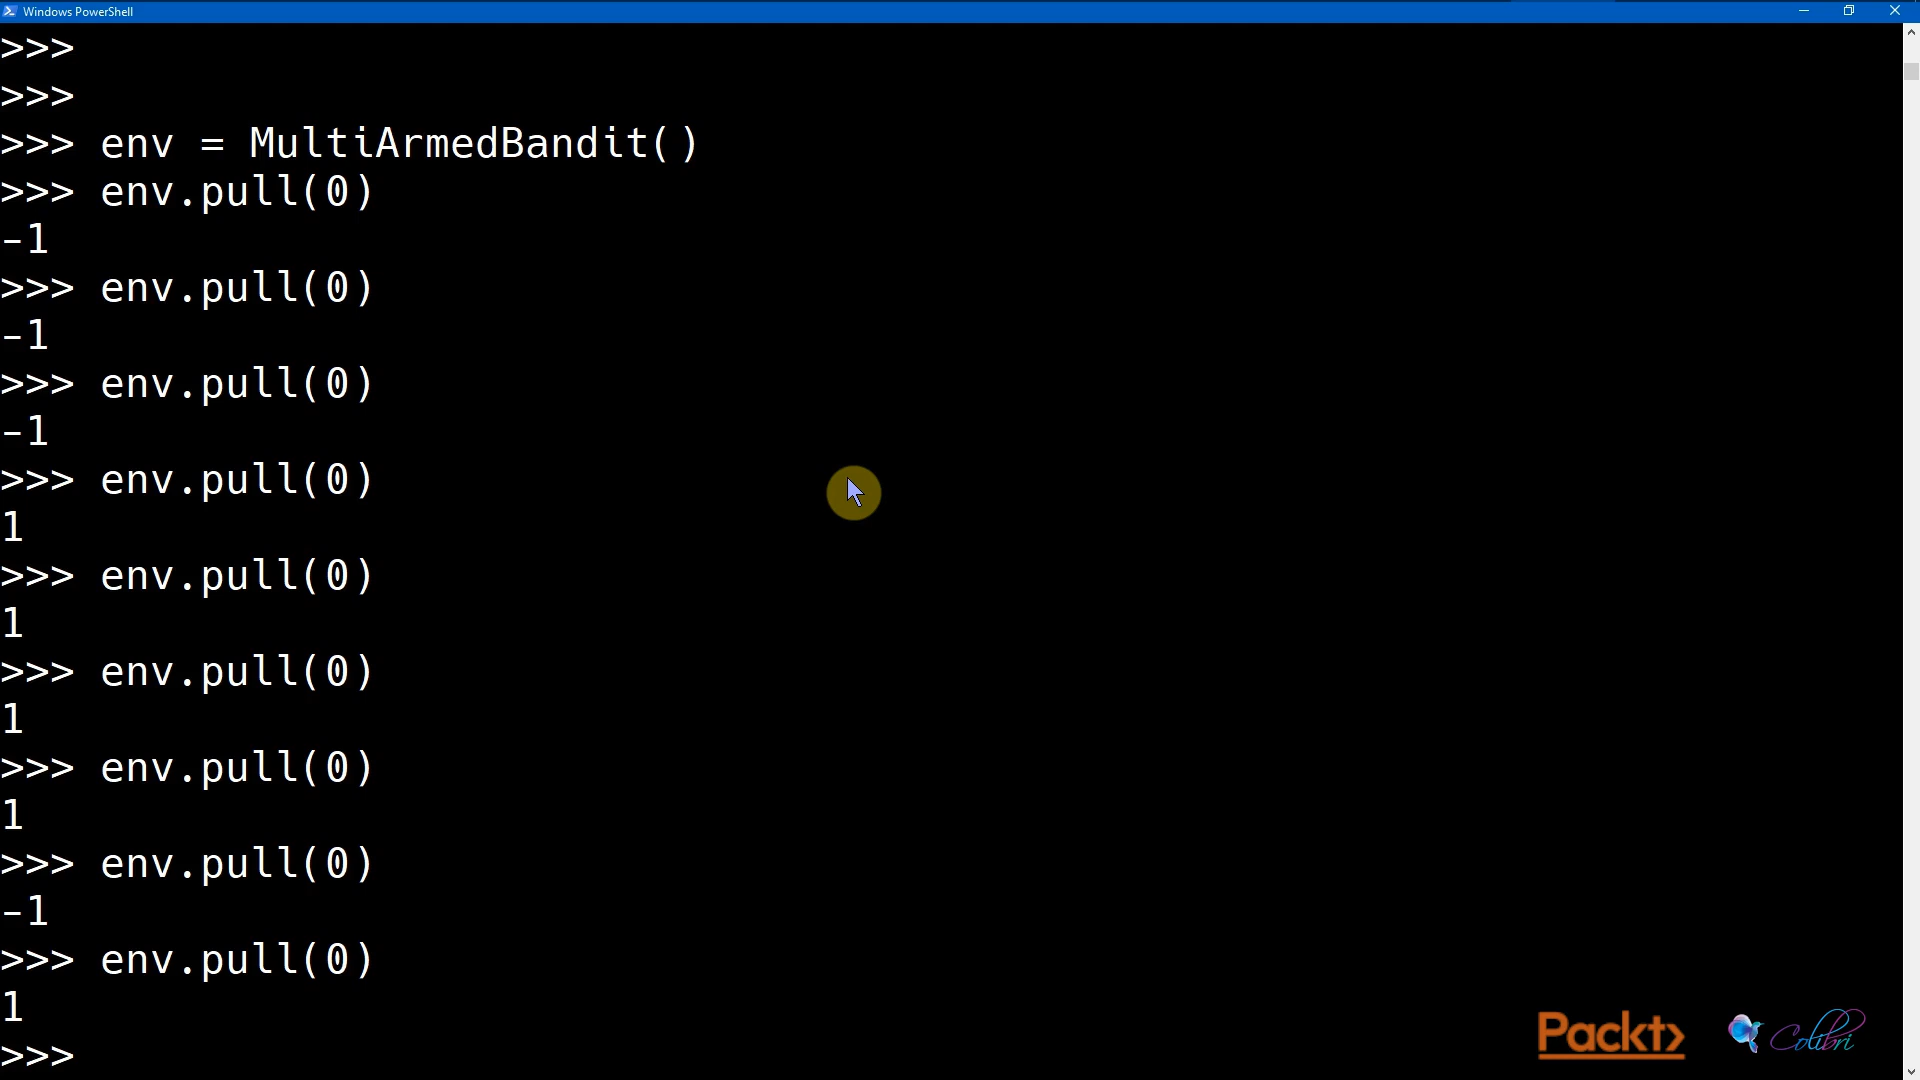 Windows PowerShell
>>>
>>>
>>> env = MultiArmedBandit()
>>> env.pull(0)
-1
>>> env.pull(0)
-1
>>> env.pull(0)
-1
>>> env.pull(0)
1
>>> env.pull(0)
1
>>> env.pull(0)
1
>>> env.pull(0)
1
>>> env.pull(0)
-1
>>> env.pull(0)
1
>>>
Packt>
Colibri